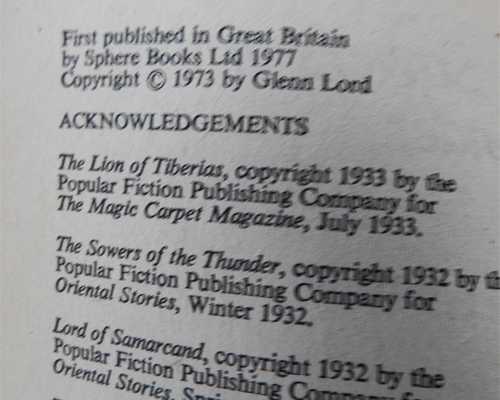 First published in Great Britain
by Sphere Books Ltd 1977
Copyright © 1973 by Glenn Lord
ACKNOWLEDGEMENTS
The Lion of Tiberias, copyright 1933 by the
Popular Fiction Publishing Company for
The Magic Carpet Magazine, July 1933.
The Sowers of the Thunder, copyright 1932 by th
Popular Fiction Publishing Company for
Oriental Stories, Winter 1932.
Lord of Samarcand, copyright 1932 by the
Popular Fiction Publishing Company for
Oriental Stories,